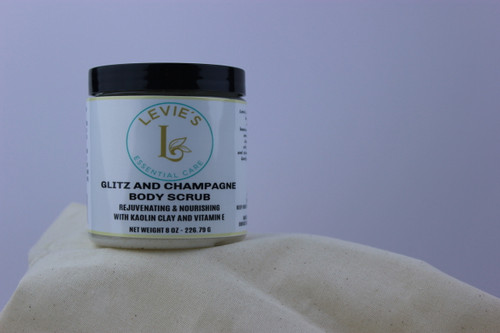 LEVIE'S
L
ESSENTIAL CARE
GLITZ AND CHAMPAGNE
BODY SCRUB
REJUVENATING & NOURISHING
WITH KAOLIN CLAY AND VITAMIN E
NET WEIGHT 8 OZ - 226.79 G